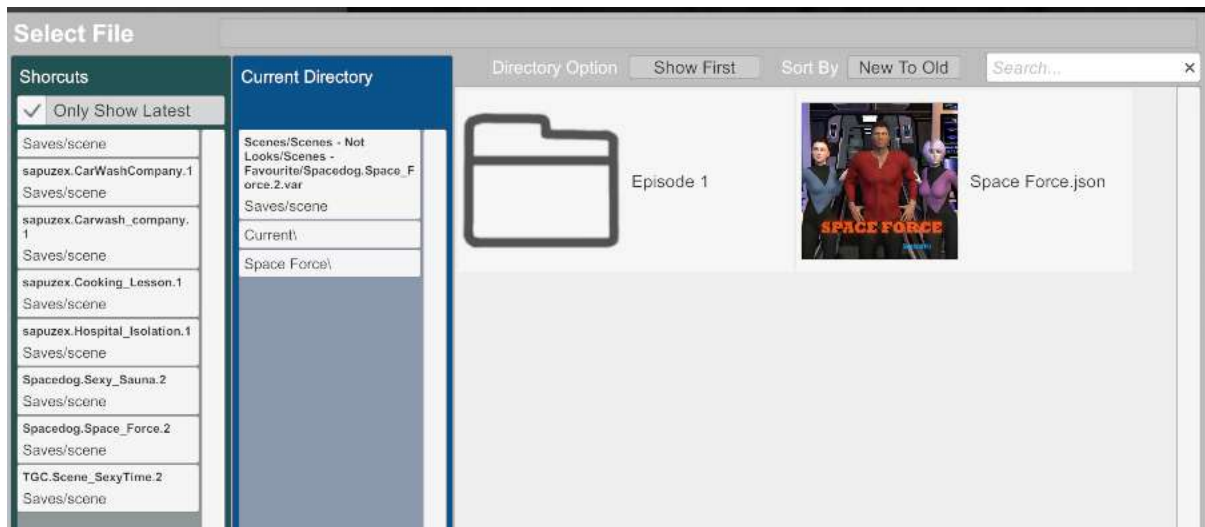 Select File
Shorcuts
Only Show Latest
Saves/scene
sapuzex.CarWashCompany.1
Saves/scene
sapuzex.Carwash_company.
1
Saves/scene
sapuzex.Cooking_Lesson.1
Saves/scene
sapuzex.Hospital_Isolation.1
Saves/scene
Spacedog.Sexy_Sauna.2
Saves/scene
Spacedog.Space_Force.2
Saves/scene
TGC.Scene_SexyTime.2
Saves/scene
Current Directory
Scenes/Scenes - Not
Looks/Scenes -
Favourite/Spacedog.Space_F
orce.2.var
Saves/scene
Current\
Space Force\
Directory Option Show First Sort By New To Old Search... ×
Episode 1
SPACE FORCE
Space Force.json